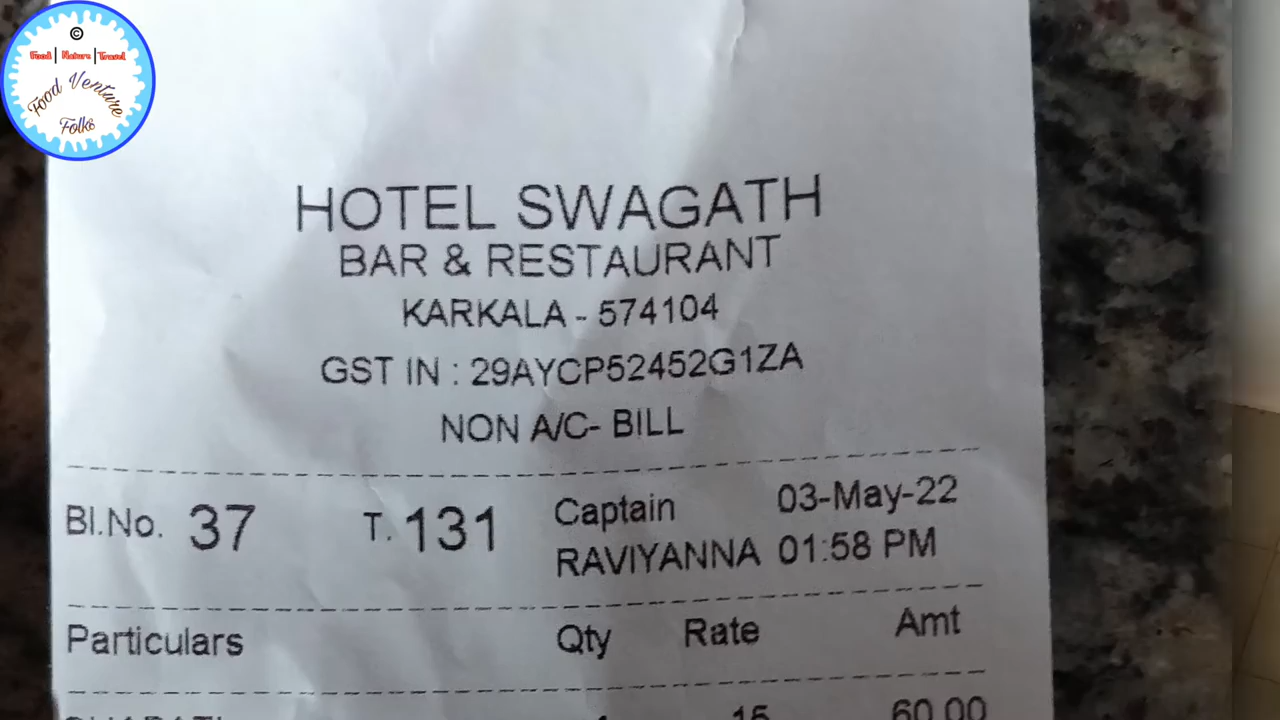 ©
Food | Nature | Travel
Food Venture
Folks
HOTEL SWAGATH
BAR & RESTAURANT
KARKALA - 574104
GST IN : 29AYCP52452G1ZA
NON A/C- BILL
Bl.No. 37 T. 131 Captain 03-May-22
RAVIYANNA 01:58 PM
Particulars Qty Rate Amt
15 60.00